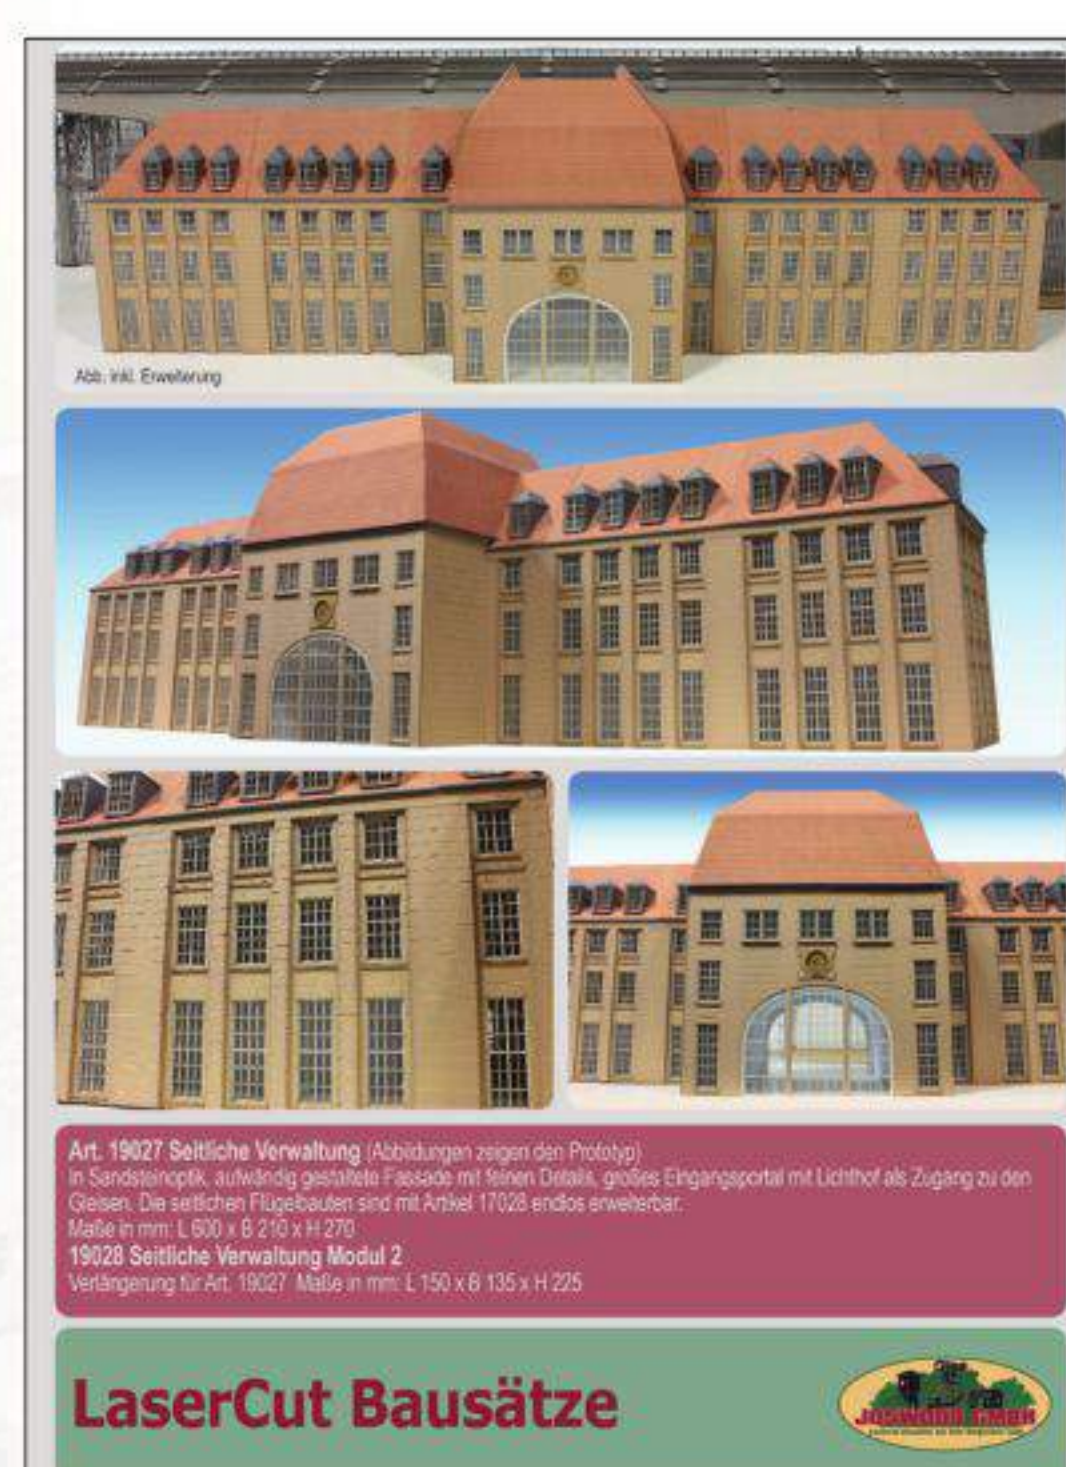 Abb. inkl. Erweiterung
Art. 19027 Seitliche Verwaltung (Abbildungen zeigen den Prototyp)
In Sandsteinoptik, aufwändig gestaltete Fassade mit feinen Details, großes Eingangsportal mit Lichthof als Zugang zu den
Gleisen. Die seitlichen Flügelbauten sind mit Artikel 17028 endlos erweiterbar.
Maße in mm: L 600 x B 210 x H 270
19028 Seitliche Verwaltung Modul 2
Verlängerung für Art. 19027 Maße in mm: L 150 x B 135 x H 225
LaserCut Bausätze
JOSWOOD GMBH